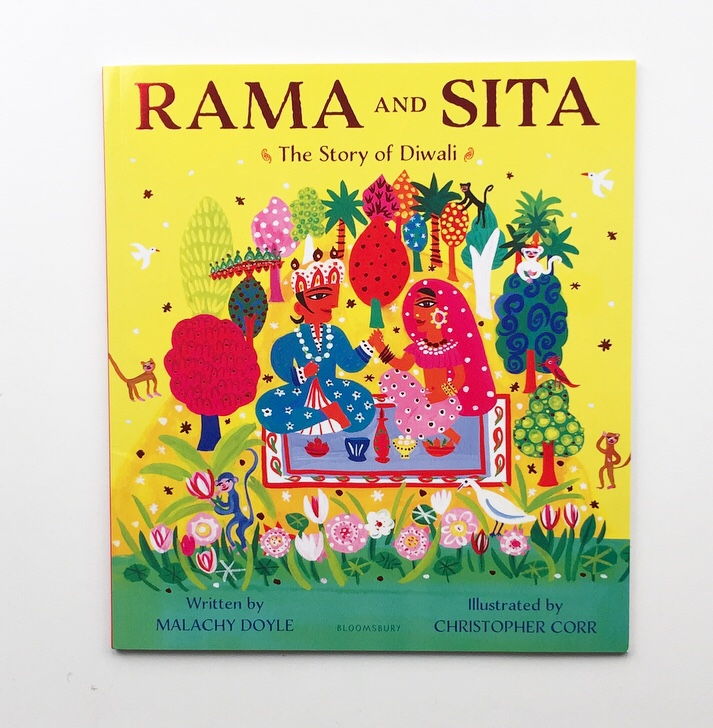 RAMA AND SITA
The Story of Diwali
Written by
MALACHY DOYLE
BLOOMSBURY
Illustrated by
CHRISTOPHER CORR